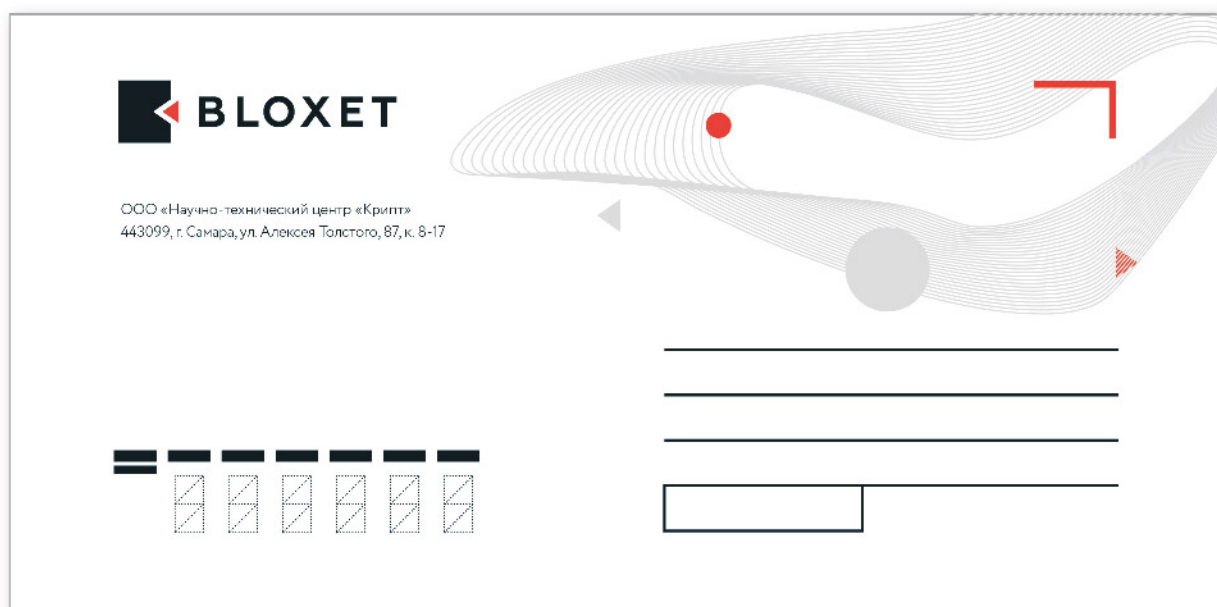 BLOXET
ООО «Научно-технический центр «Крипт»
443099, г. Самара, ул. Алексея Толстого, 87, к. 8-17